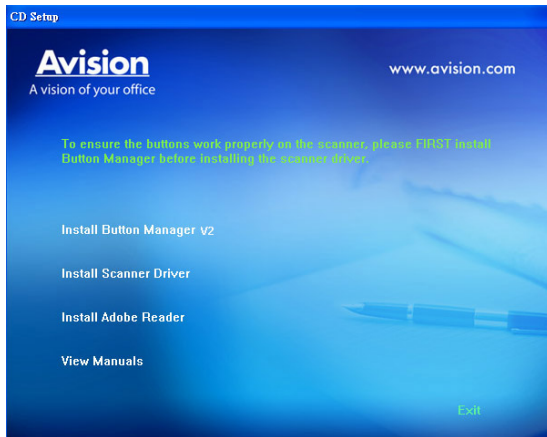 CD Setup
Avision
www.avision.com
A vision of your office
To ensure the buttons work properly on the scanner, please FIRST install
Button Manager before installing the scanner driver.
Install Button Manager V2
Install Scanner Driver
Install Adobe Reader
View Manuals
Exit